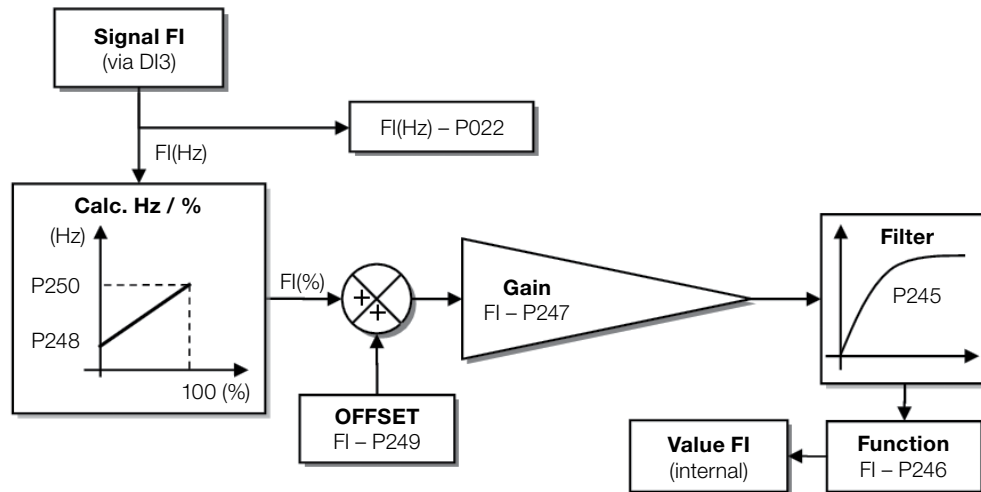 Signal FI
(via DI3)
FI(Hz) – P022
FI(Hz)
Calc. Hz / %
(Hz)
P250
P248
100 (%)
FI(%)
+
+
OFFSET
FI – P249
Gain
FI – P247
Filter
P245
Function
FI – P246
Value FI
(internal)